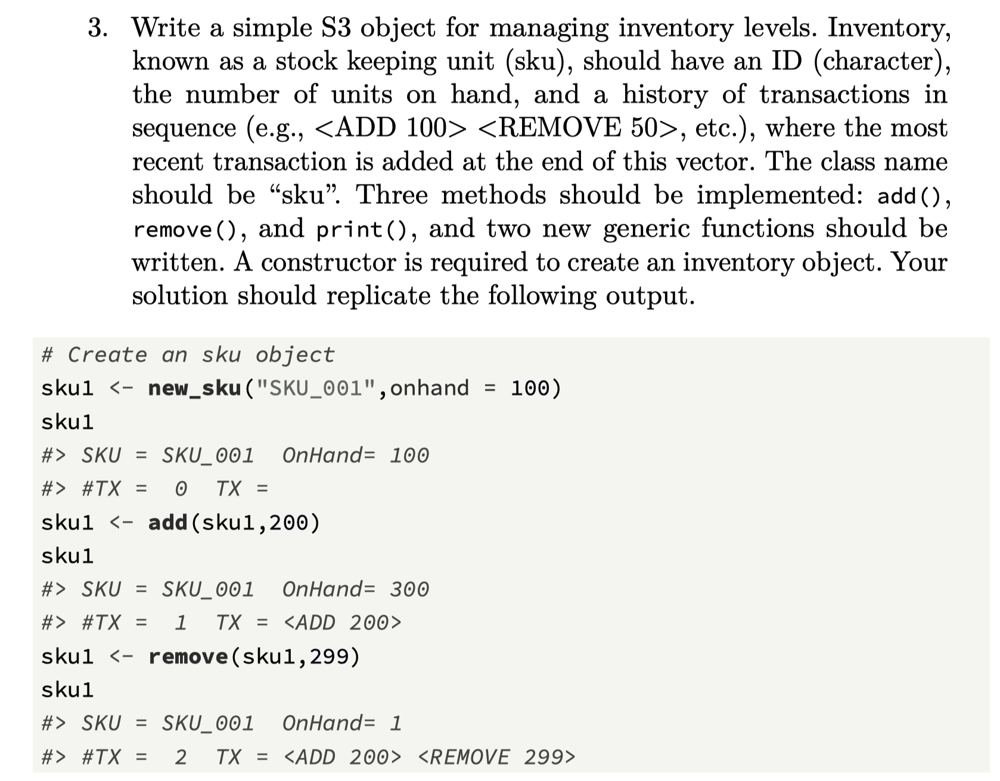 3. Write a simple S3 object for managing inventory levels. Inventory,
known as a stock keeping unit (sku), should have an ID (character),
the number of units on hand, and a history of transactions in
sequence (e.g., <ADD 100> <REMOVE 50>, etc.), where the most
recent transaction is added at the end of this vector. The class name
should be “sku”. Three methods should be implemented: add(),
remove(), and print(), and two new generic functions should be
written. A constructor is required to create an inventory object. Your
solution should replicate the following output.
# Create an sku object
sku1 <- new_sku("SKU_001",onhand = 100)
sku1
#> SKU = SKU_001  OnHand= 100
#> #TX =  0  TX =
sku1 <- add(sku1,200)
sku1
#> SKU = SKU_001  OnHand= 300
#> #TX =  1  TX = <ADD 200>
sku1 <- remove(sku1,299)
sku1
#> SKU = SKU_001  OnHand= 1
#> #TX =  2  TX = <ADD 200> <REMOVE 299>